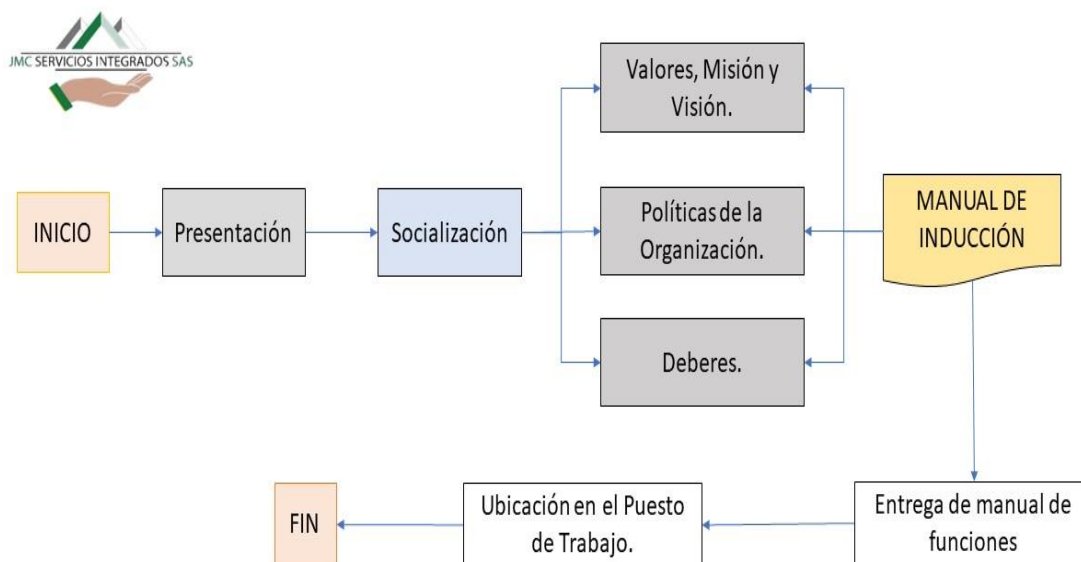 JMC SERVICIOS INTEGRADOS SAS
Valores, Misión y
Visión.
INICIO
Presentación
Socialización
Políticas de la
Organización.
MANUAL DE
INDUCCIÓN
Deberes.
FIN
Ubicación en el Puesto
de Trabajo.
Entrega de manual de
funciones